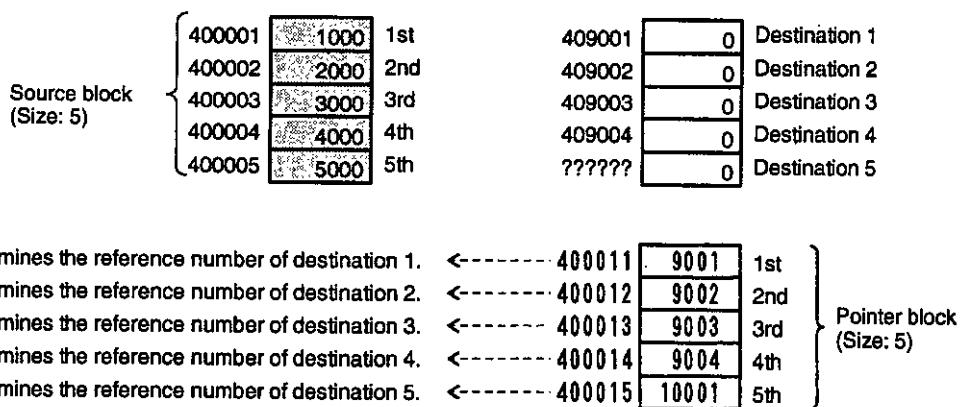 400001 1000 1st 409001 0 Destination 1
400002 2000 2nd 409002 0 Destination 2
Source block
(Size: 5)
400003 3000 3rd 409003 0 Destination 3
400004 4000 4th 409004 0 Destination 4
400005 5000 5th ?????? 0 Destination 5
mines the reference number of destination 1. 400011 9001 1st
mines the reference number of destination 2. 400012 9002 2nd
mines the reference number of destination 3. 400013 9003 3rd
Pointer block
(Size: 5)
mines the reference number of destination 4. 400014 9004 4th
mines the reference number of destination 5. 400015 10001 5th